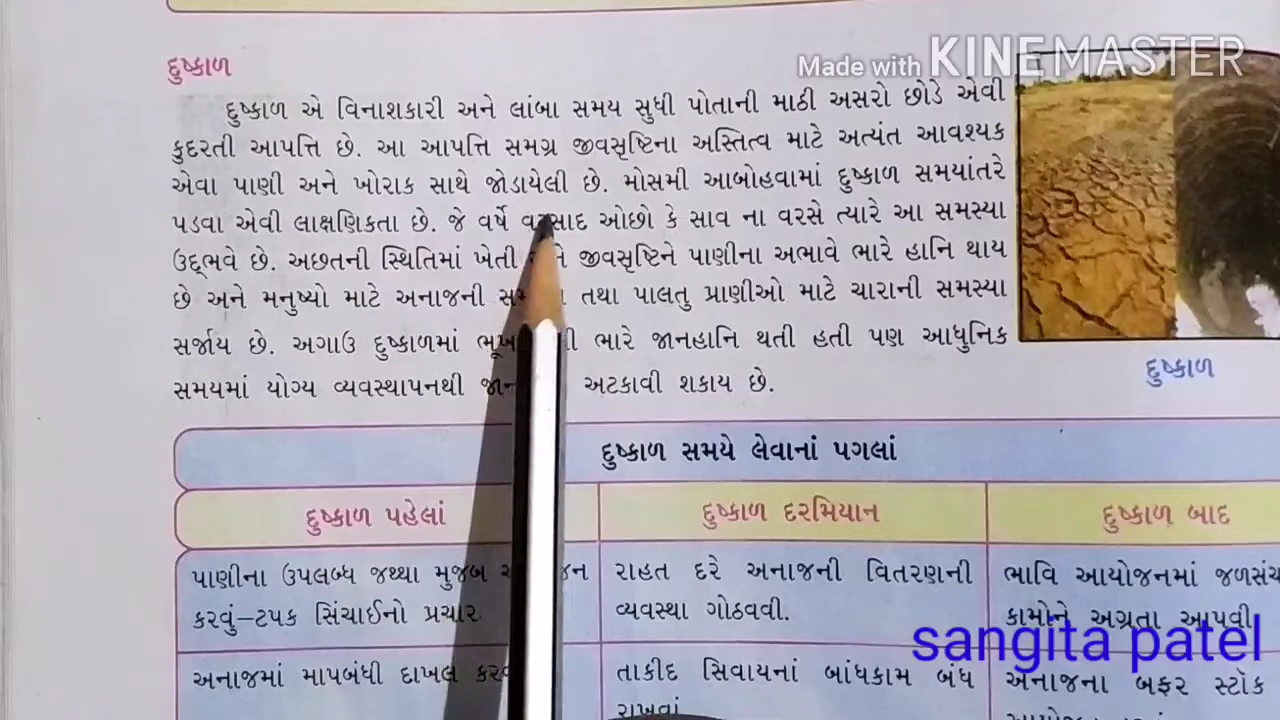 Made with KINEMASTER
દુષ્કાળ
દુષ્કાળ એ વિનાશકારી અને લાંબા સમય સુધી પોતાની માઠી અસરો છોડે એવી
કુદરતી આપત્તિ છે. આ આપત્તિ સમગ્ર જીવસૃષ્ટિના અસ્તિત્વ માટે અત્યંત આવશ્યક
એવા પાણી અને ખોરાક સાથે જોડાયેલી છે. મોસમી આબોહવામાં દુષ્કાળ સમયાંતરે
પડવા એવી લાક્ષણિકતા છે. જે વર્ષે વરસાદ ઓછો કે સાવ ના વરસે ત્યારે આ સમસ્યા
ઉદ્ભવે છે. અછતની સ્થિતિમાં ખેતી જીવસૃષ્ટિને પાણીના અભાવે ભારે હાનિ થાય
છે અને મનુષ્યો માટે અનાજની તથા પાલતુ પ્રાણીઓ માટે ચારાની સમસ્યા
સર્જાય છે. અગાઉ દુષ્કાળમાં ભારે જાનહાનિ થતી હતી પણ આધુનિક
સમયમાં યોગ્ય વ્યવસ્થાપનથી અટકાવી શકાય છે.
દુષ્કાળ
દુષ્કાળ સમયે લેવાનાં પગલાં
દુષ્કાળ પહેલાં
દુષ્કાળ દરમિયાન
દુષ્કાળ બાદ
પાણીના ઉપલબ્ધ જથ્થા મુજબ
કરવું–ટપક સિંચાઈનો પ્રચાર
રાહત દરે અનાજની વિતરણની
વ્યવસ્થા ગોઠવવી.
ભાવિ આયોજનમાં
કામોને અગ્રતા આપવી
અનાજમાં માપબંધી દાખલ
તાકીદ સિવાયનાં બાંધકામ બંધ
અનાજના બફર સ્ટૉક
sangita patel